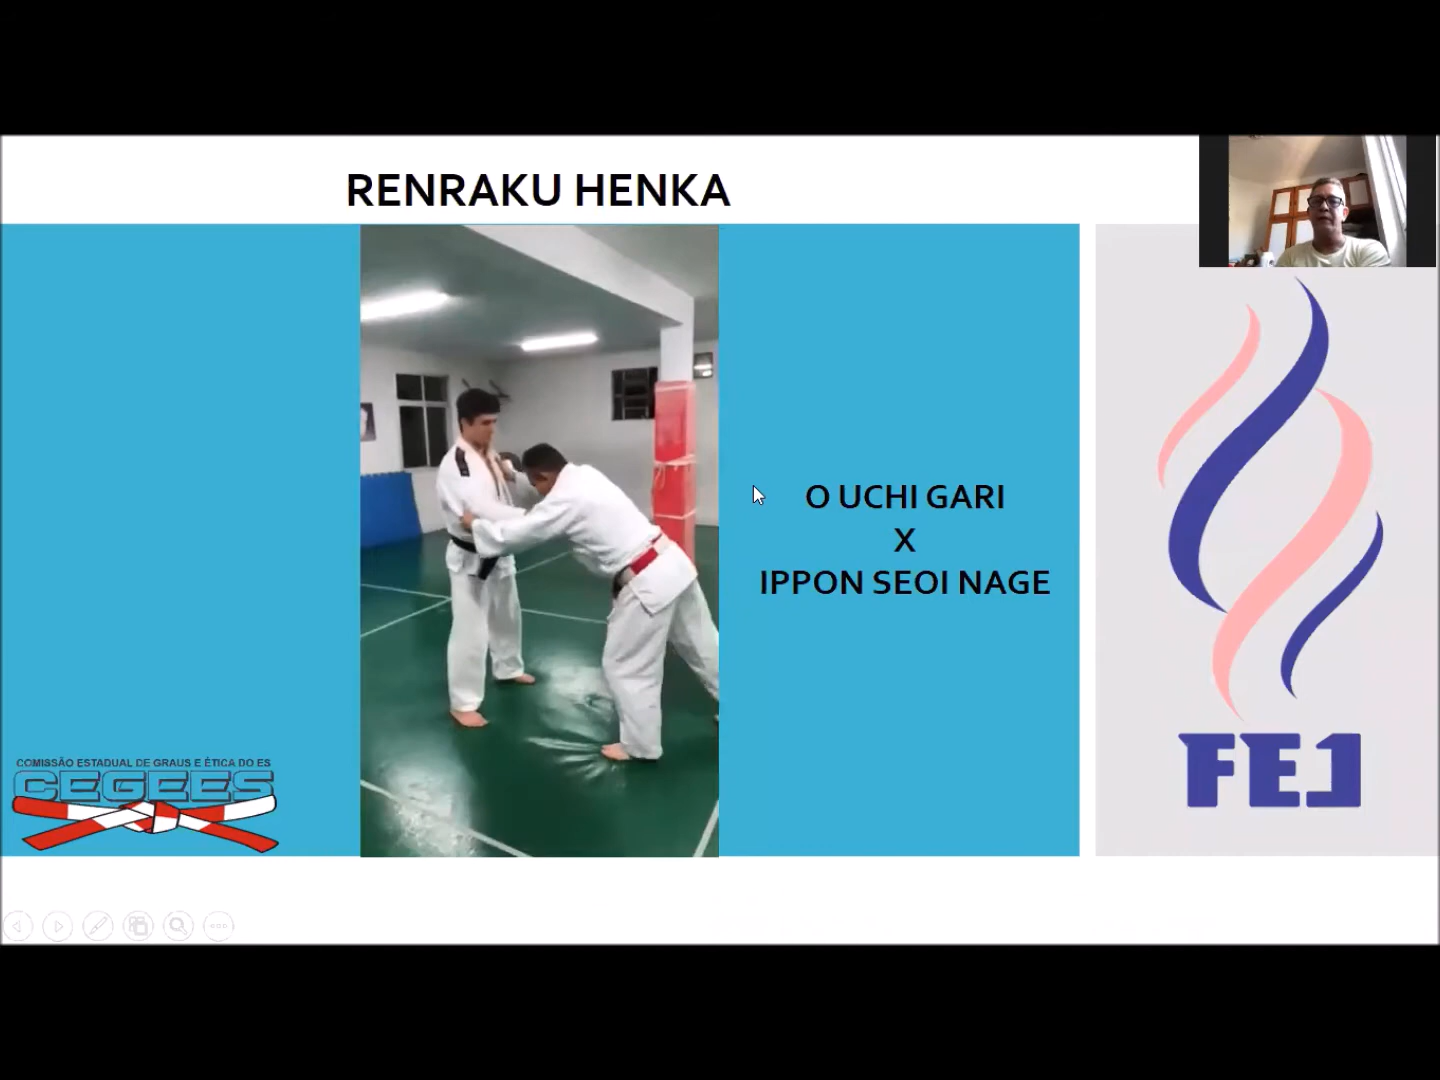 RENRAKU HENKA
O UCHI GARI
X
IPPON SEOI NAGE
COMISSÃO ESTADUAL DE GRAUS E ÉTICA DO ES
CEGEES
FEJ